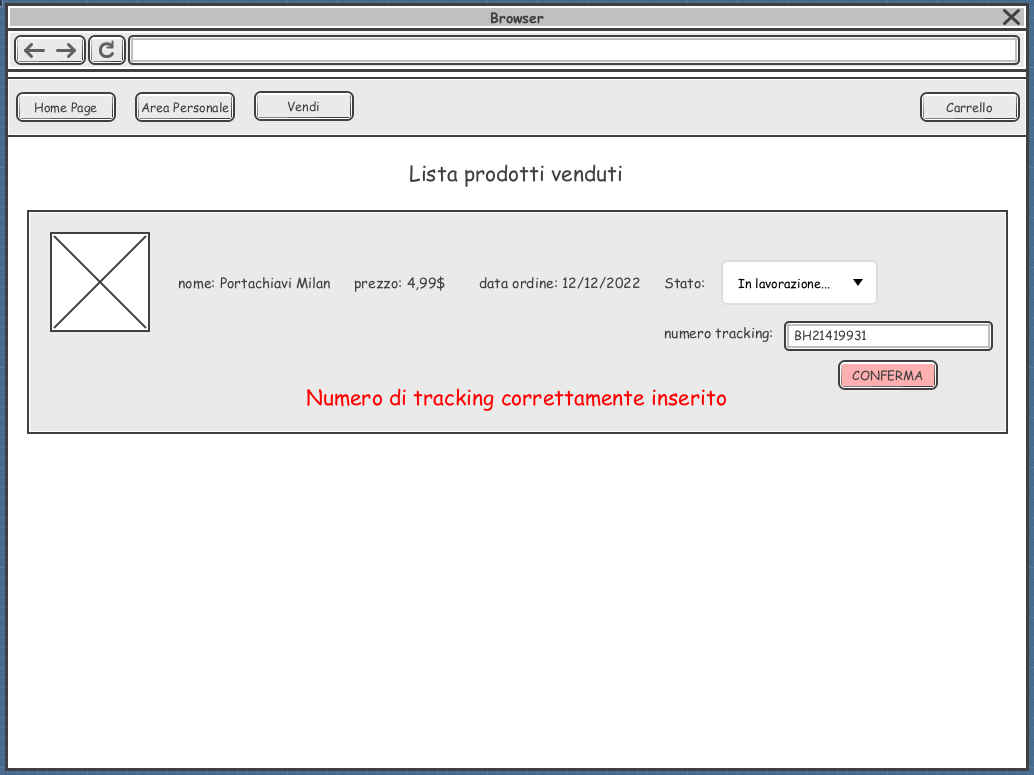 Browser
Home Page
Area Personale
Vendi
Carrello
Lista prodotti venduti
nome: Portachiavi Milan prezzo: 4,99$ data ordine: 12/12/2022 Stato: In lavorazione...
numero tracking: BH21419931
CONFERMA
Numero di tracking correttamente inserito